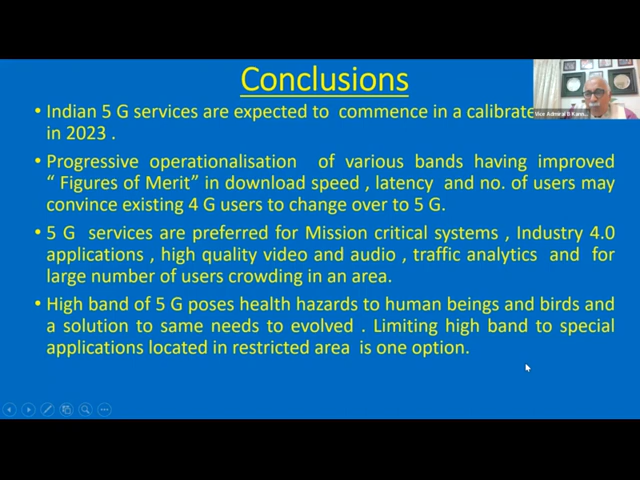 Conclusions
• Indian 5 G services are expected to commence in a calibrate
in 2023 .
• Progressive operationalisation of various bands having improved
“ Figures of Merit” in download speed , latency and no. of users may
convince existing 4 G users to change over to 5 G.
• 5 G services are preferred for Mission critical systems , Industry 4.0
applications , high quality video and audio , traffic analytics and for
large number of users crowding in an area.
• High band of 5 G poses health hazards to human beings and birds and
a solution to same needs to evolved . Limiting high band to special
applications located in restricted area is one option.
Vice Admiral B Kann...